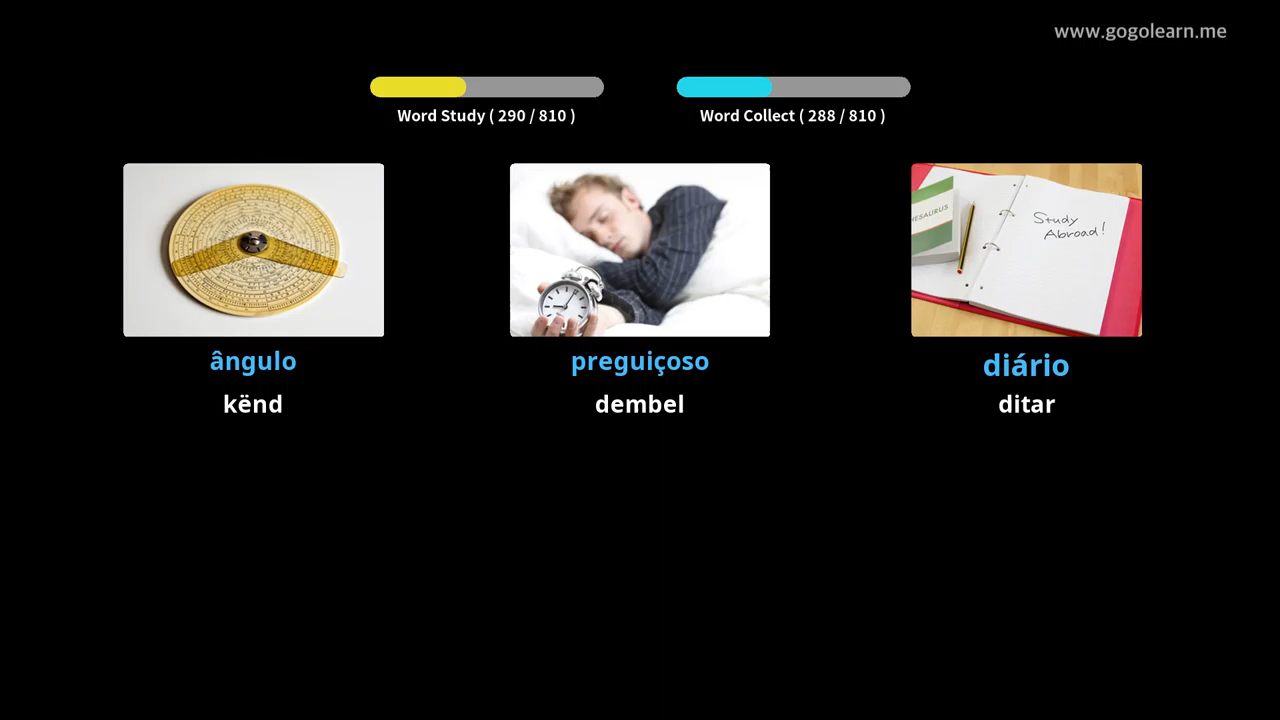 www.gogolearn.me
Word Study ( 290 / 810 )
Word Collect ( 288 / 810 )
ESAURUS
Study
Abroad!
ângulo
preguiçoso
diário
kënd
dembel
ditar